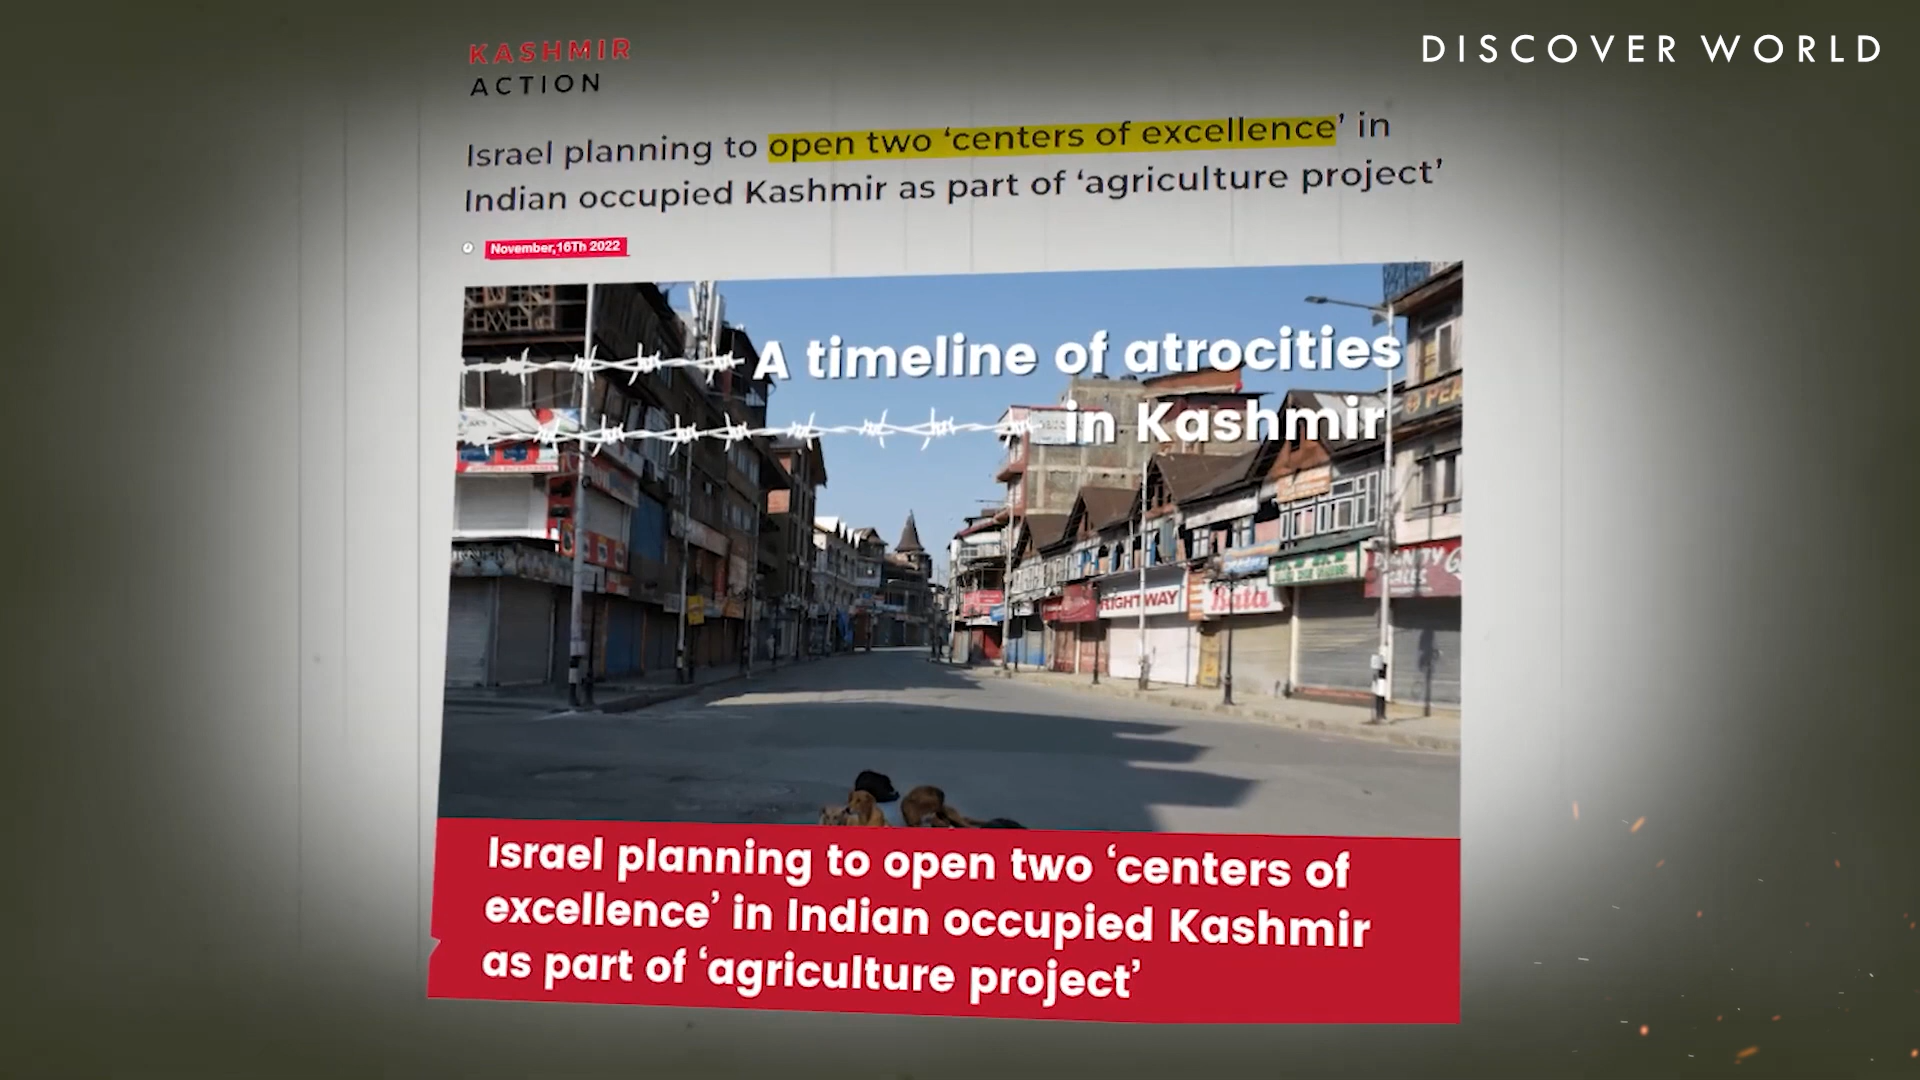 DISCOVER WORLD
KASHMIR
ACTION
Israel planning to open two ‘centers of excellence’ in
Indian occupied Kashmir as part of ‘agriculture project’
November,16Th 2022
A timeline of atrocities
in Kashmir
RIGHTWAY
Bata
Israel planning to open two ‘centers of
excellence’ in Indian occupied Kashmir
as part of ‘agriculture project’